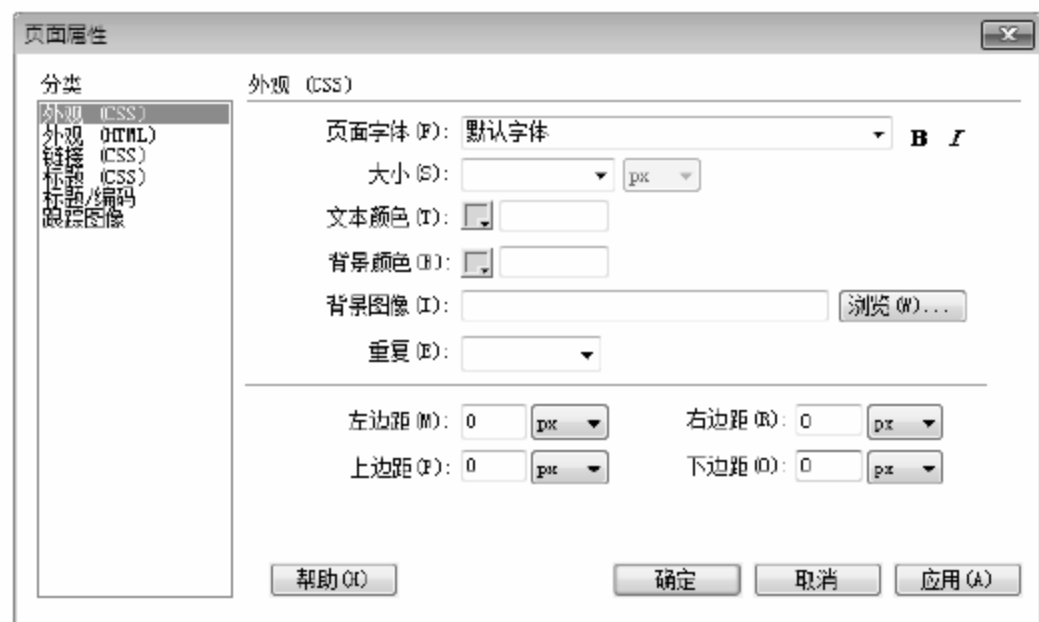 页面属性
分类
外观 (CSS)
外观 (HTML)
链接 (CSS)
标题 (CSS)
标题/编码
跟踪图像
外观 (CSS)
页面字体(F): 默认字体 B I
大小(S): px
文本颜色(T):
背景颜色(B):
背景图像(I): 浏览(W)...
重复(E):
左边距(M): 0 px 右边距(R): 0 px
上边距(P): 0 px 下边距(O): 0 px
帮助(H) 确定 取消 应用(A)